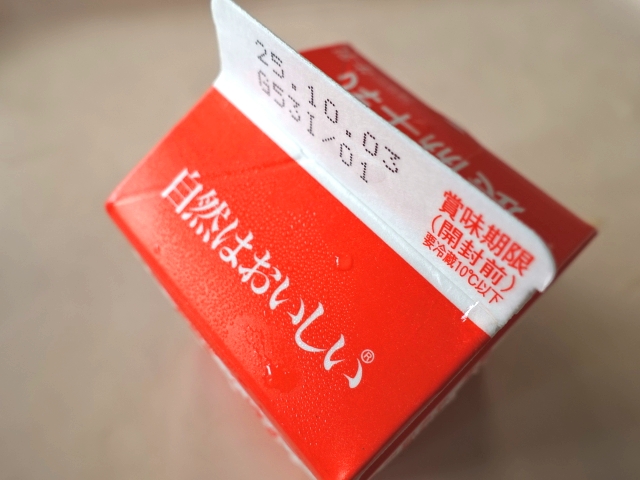 25.10.03
G53I/01
賞味期限
(開封前)
要冷蔵10℃以下
自然はおいしい®